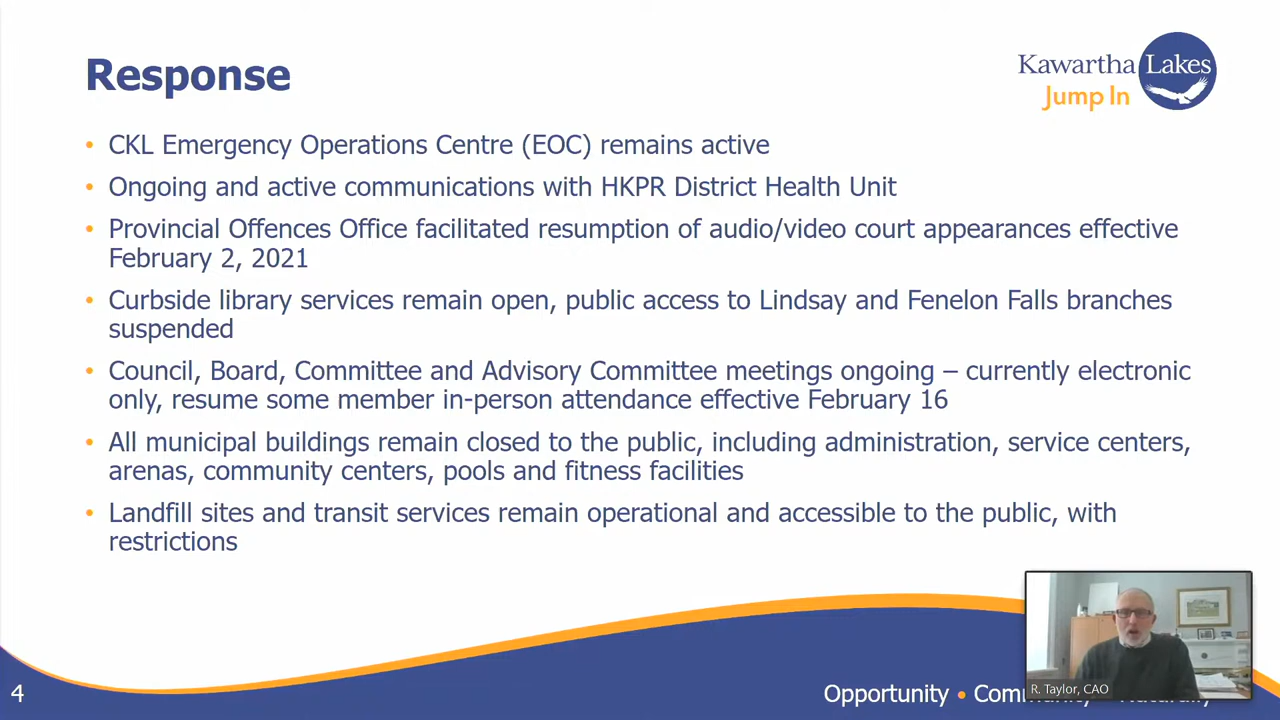 Response
Kawartha Lakes
Jump In
• CKL Emergency Operations Centre (EOC) remains active
• Ongoing and active communications with HKPR District Health Unit
• Provincial Offences Office facilitated resumption of audio/video court appearances effective
February 2, 2021
• Curbside library services remain open, public access to Lindsay and Fenelon Falls branches
suspended
• Council, Board, Committee and Advisory Committee meetings ongoing – currently electronic
only, resume some member in-person attendance effective February 16
• All municipal buildings remain closed to the public, including administration, service centers,
arenas, community centers, pools and fitness facilities
• Landfill sites and transit services remain operational and accessible to the public, with
restrictions
R. Taylor, CAO
4
Opportunity •